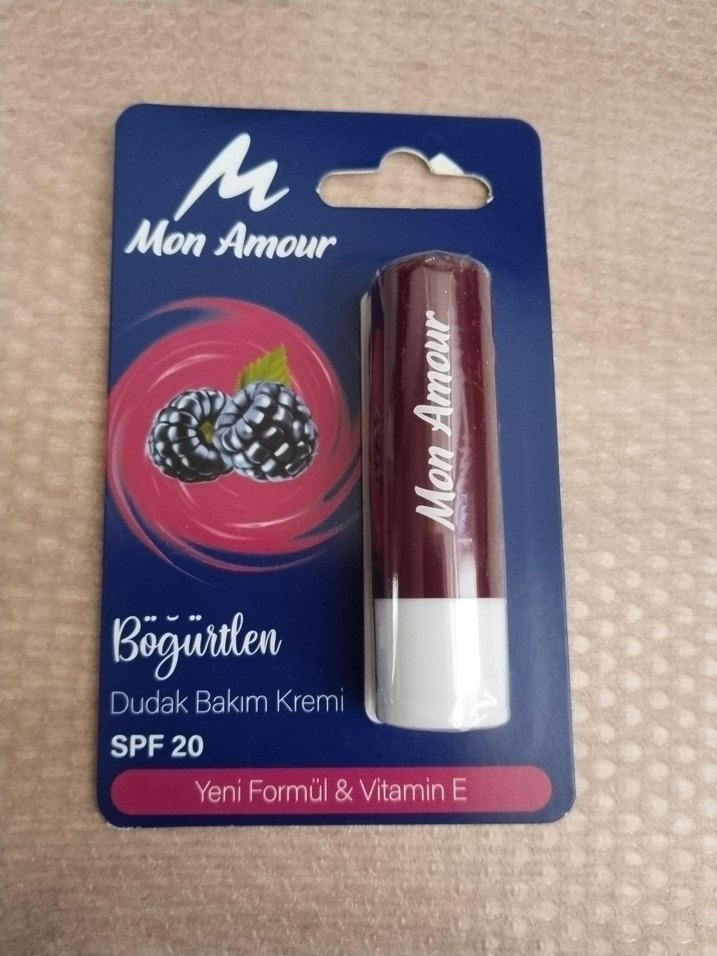 M
Mon Amour
Mon Amour
Böğürtlen
Dudak Bakım Kremi
SPF 20
Yeni Formül & Vitamin E